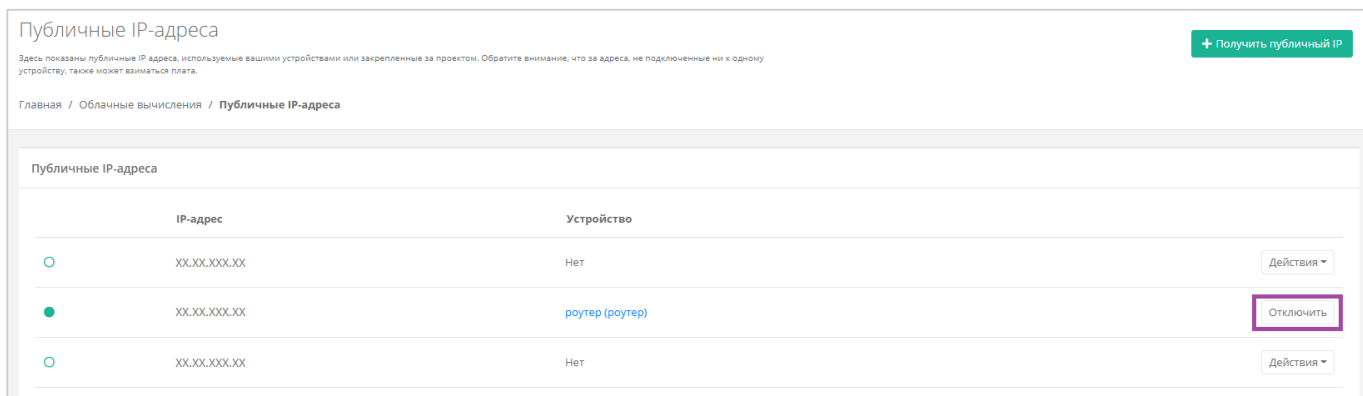 Публичные IP-адреса
+ Получить публичный IP
Здесь показаны публичные IP адреса, используемые вашими устройствами или закрепленные за проектом. Обратите внимание, что за адреса, не подключенные ни к одному
устройству, также может взиматься плата.
Главная / Облачные вычисления / Публичные IP-адреса
Публичные IP-адреса
IP-адрес Устройство
XX.XX.XXX.XX Нет Действия
XX.XX.XXX.XX роутер (роутер) Отключить
XX.XX.XXX.XX Нет Действия